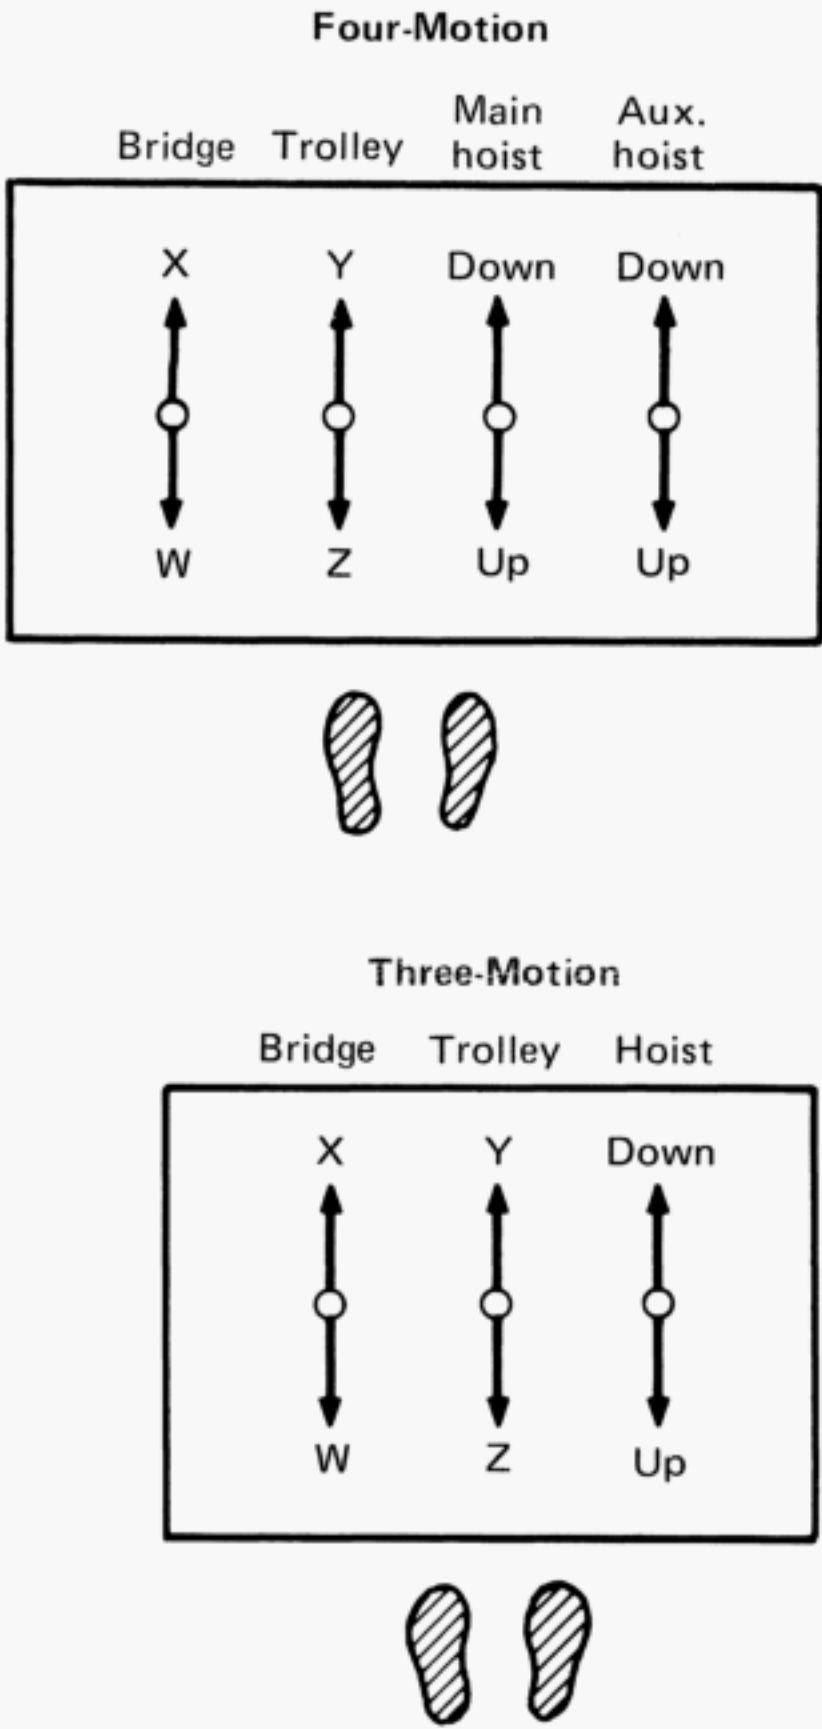 Four-Motion
Bridge Trolley Main hoist Aux. hoist
X Y Down Down
W Z Up Up
Three-Motion
Bridge Trolley Hoist
X Y Down
W Z Up